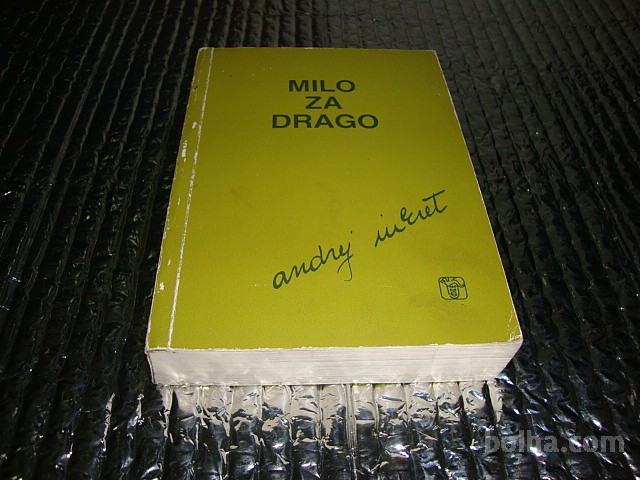 MILO
ZA
DRAGO
andrej inkret
bolha.com